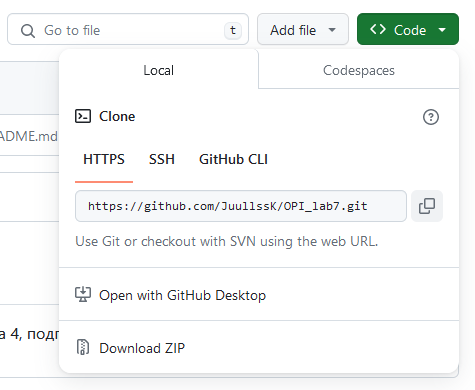 Go to file
t
Add file
Code
Local
Codespaces
Clone
ADME.md
HTTPS
SSH
GitHub CLI
https://github.com/JuullssK/OPI_lab7.git
Use Git or checkout with SVN using the web URL.
Open with GitHub Desktop
а 4,
Download ZIP